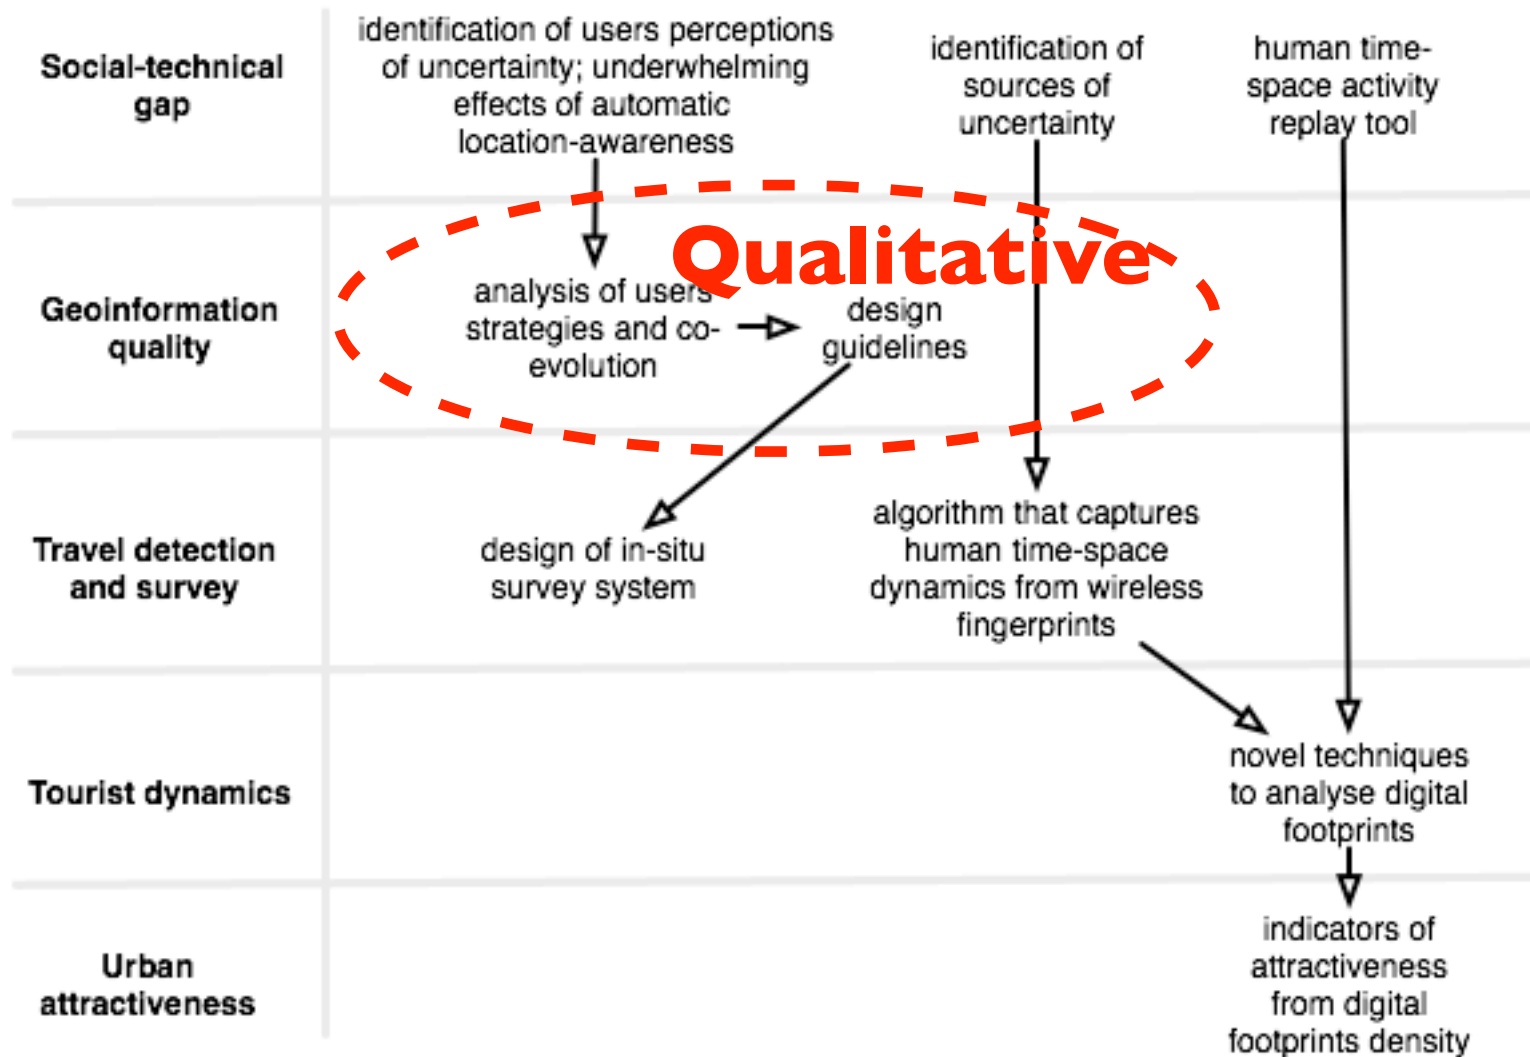 Social-technical
gap
identification of users perceptions
of uncertainty; underwhelming
effects of automatic
location-awareness
identification of
sources of
uncertainty
human time-
space activity
replay tool
Qualitative
Geoinformation
quality
analysis of users
strategies and co-
evolution
design
guidelines
Travel detection
and survey
design of in-situ
survey system
algorithm that captures
human time-space
dynamics from wireless
fingerprints
Tourist dynamics
novel techniques
to analyse digital
footprints
Urban
attractiveness
indicators of
attractiveness
from digital
footprints density